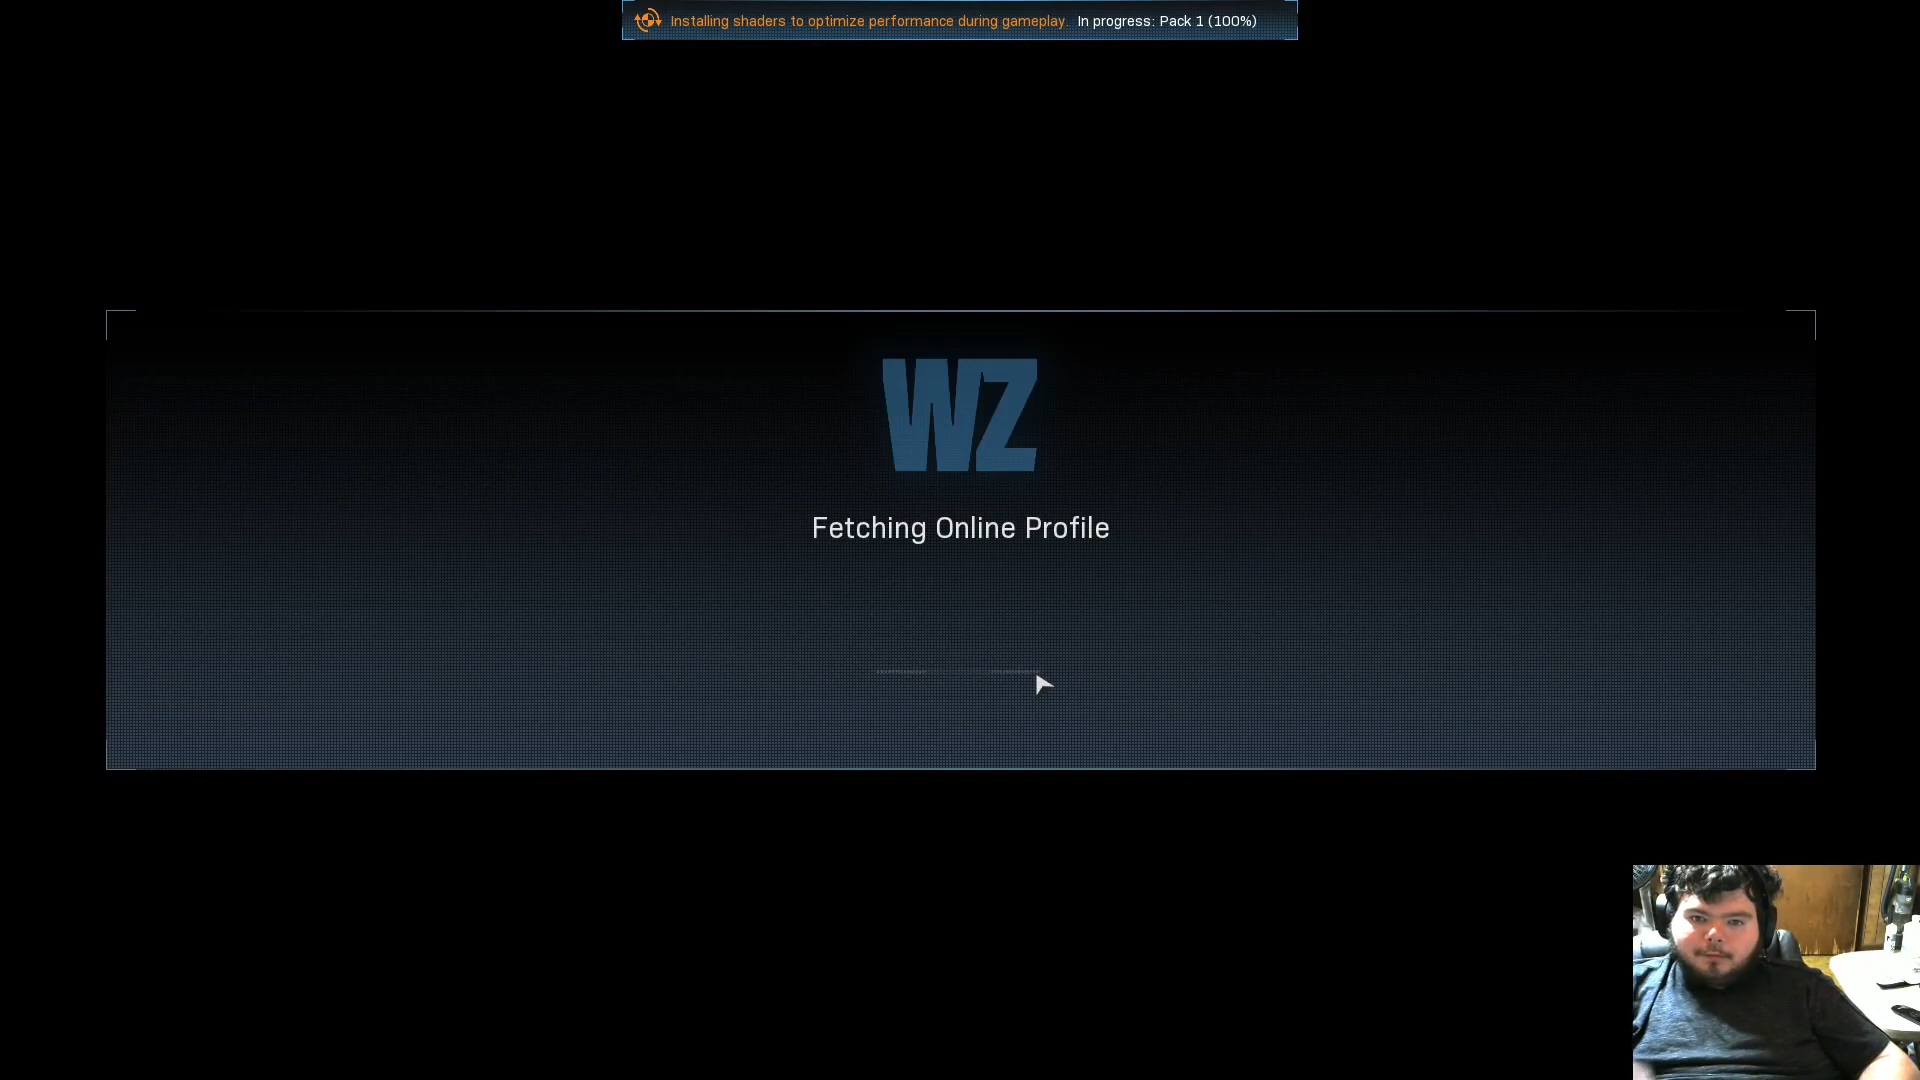 Installing shaders to optimize performance during gameplay. In progress: Pack 1 (100%)
WZ
Fetching Online Profile